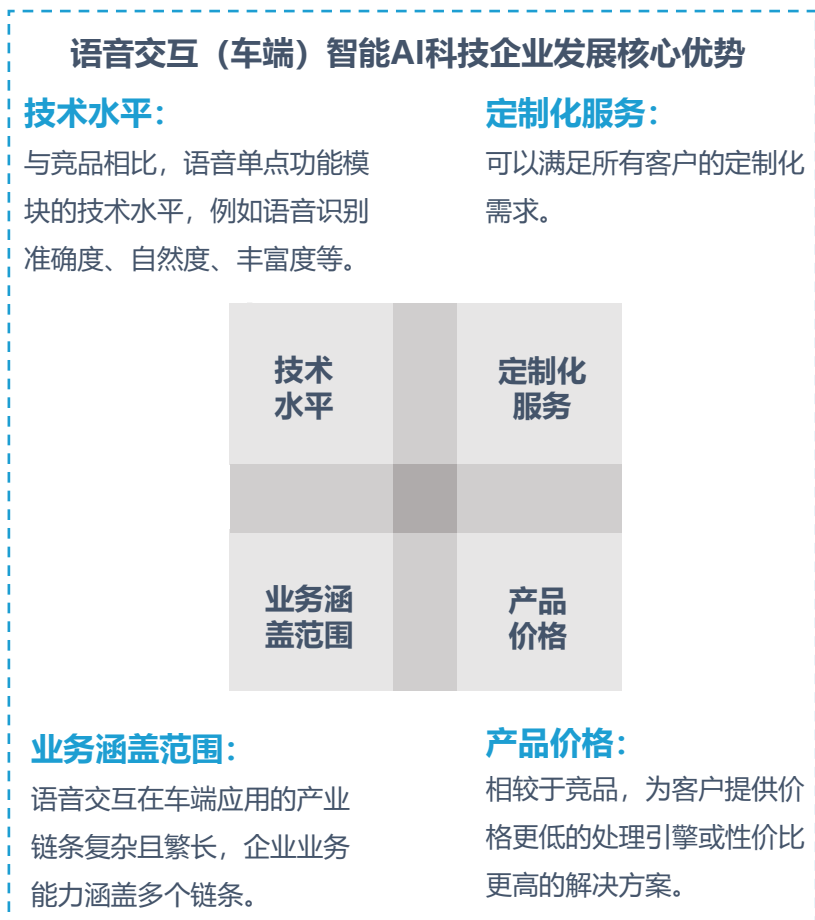 语音交互（车端）智能AI科技企业发展核心优势
技术水平：
与竞品相比，语音单点功能模
块的技术水平，例如语音识别
准确度、自然度、丰富度等。
定制化服务：
可以满足所有客户的定制化
需求。
技术
水平
定制化
服务
业务涵
盖范围
产品
价格
业务涵盖范围：
语音交互在车端应用的产业
链条复杂且繁长，企业业务
能力涵盖多个链条。
产品价格：
相较于竞品，为客户提供价
格更低的处理引擎或性价比
更高的解决方案。